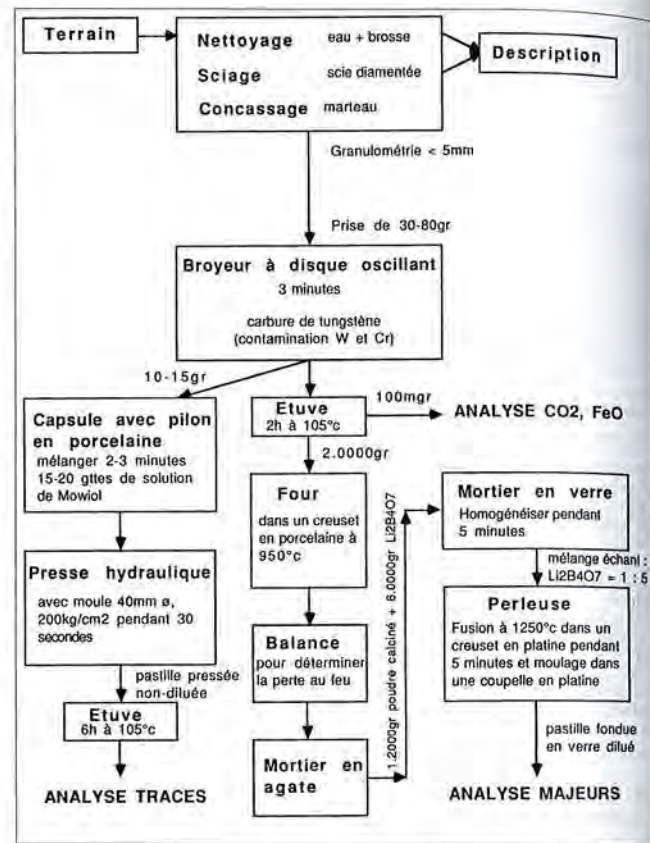 Terrain
Nettoyage eau + brosse
Sciage scie diamentée
Concassage marteau
Description
Granulométrie < 5mm
Prise de 30-80gr
Broyeur à disque oscillant
3 minutes
carbure de tungstène
(contamination W et Cr)
10-15gr
Capsule avec pilon
en porcelaine
mélanger 2-3 minutes
15-20 gttes de solution
de Mowiol
Presse hydraulique
avec moule 40mm ø,
200kg/cm2 pendant 30
secondes
pastille pressée
non-diluée
Etuve
6h à 105°c
ANALYSE TRACES
Etuve
2h à 105°c
100mgr
ANALYSE CO2, FeO
2.0000gr
Four
dans un creuset
en porcelaine à
950°c
Balance
pour déterminer
la perte au feu
Mortier en
agate
1.2000gr poudre calciné + 6.0000gr Li2B4O7
Mortier en verre
Homogénéiser pendant
5 minutes
mélange échant :
Li2B4O7 = 1 : 5
Perleuse
Fusion à 1250°c dans un
creuset en platine pendant
5 minutes et moulage dans
une coupelle en platine
pastille fondue
en verre dilué
ANALYSE MAJEURS